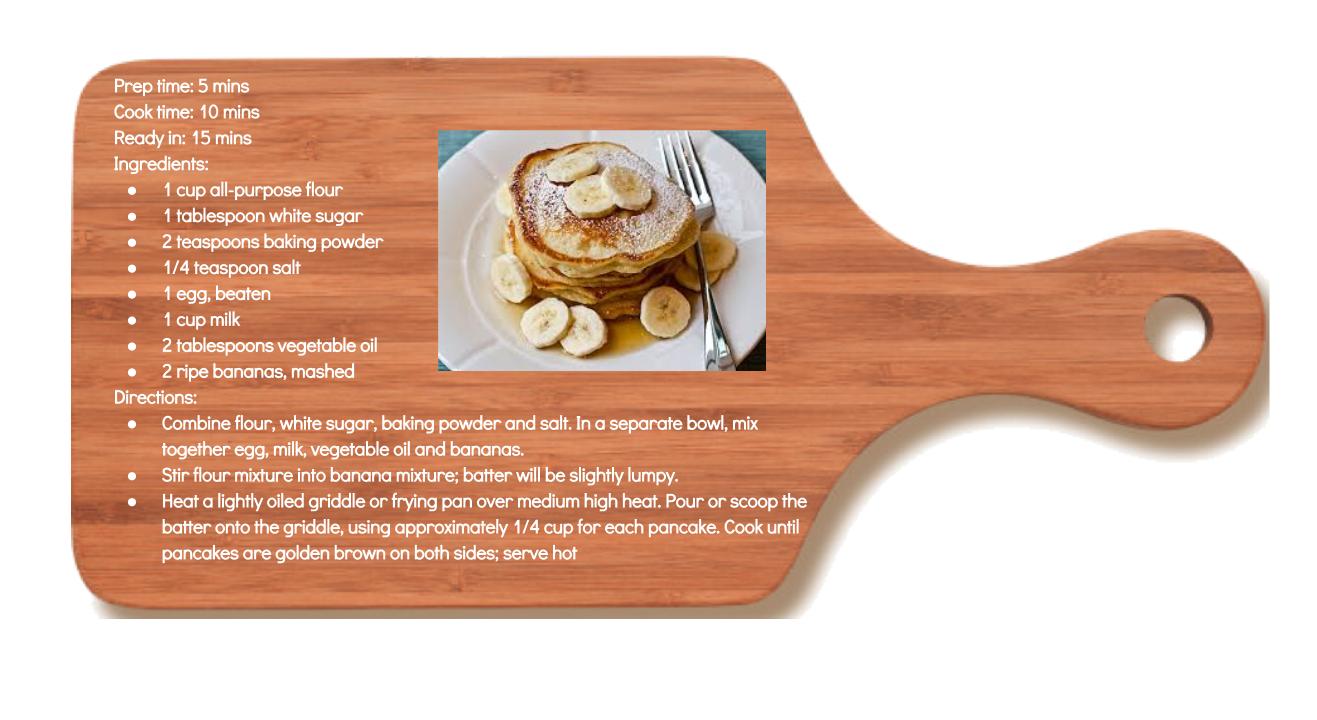 Prep time: 5 mins
Cook time: 10 mins
Ready in: 15 mins
Ingredients:
● 1 cup all-purpose flour
● 1 tablespoon white sugar
● 2 teaspoons baking powder
● 1/4 teaspoon salt
● 1 egg, beaten
● 1 cup milk
● 2 tablespoons vegetable oil
● 2 ripe bananas, mashed
Directions:
● Combine flour, white sugar, baking powder and salt. In a separate bowl, mix
together egg, milk, vegetable oil and bananas.
● Stir flour mixture into banana mixture; batter will be slightly lumpy.
● Heat a lightly oiled griddle or frying pan over medium high heat. Pour or scoop the
batter onto the griddle, using approximately 1/4 cup for each pancake. Cook until
pancakes are golden brown on both sides; serve hot